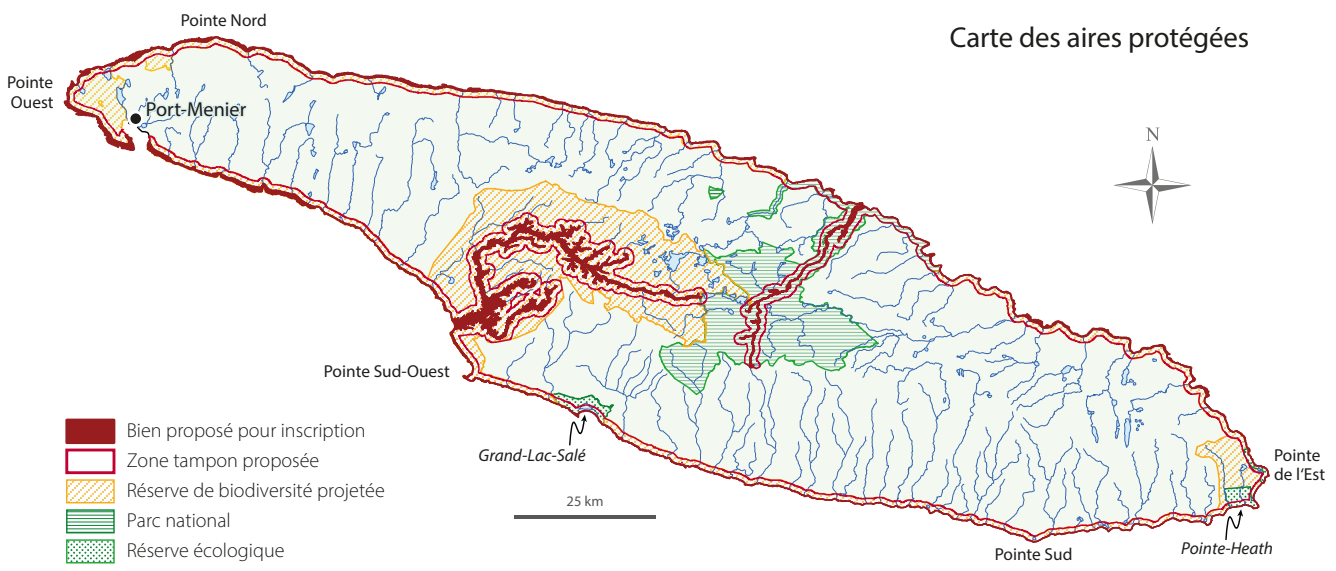 Carte des aires protégées
Pointe Nord
Pointe
Ouest
Port-Menier
N
Pointe Sud-Ouest
Grand-Lac-Salé
Pointe
de l'Est
Pointe-Heath
Pointe Sud
25 km
Bien proposé pour inscription
Zone tampon proposée
Réserve de biodiversité projetée
Parc national
Réserve écologique